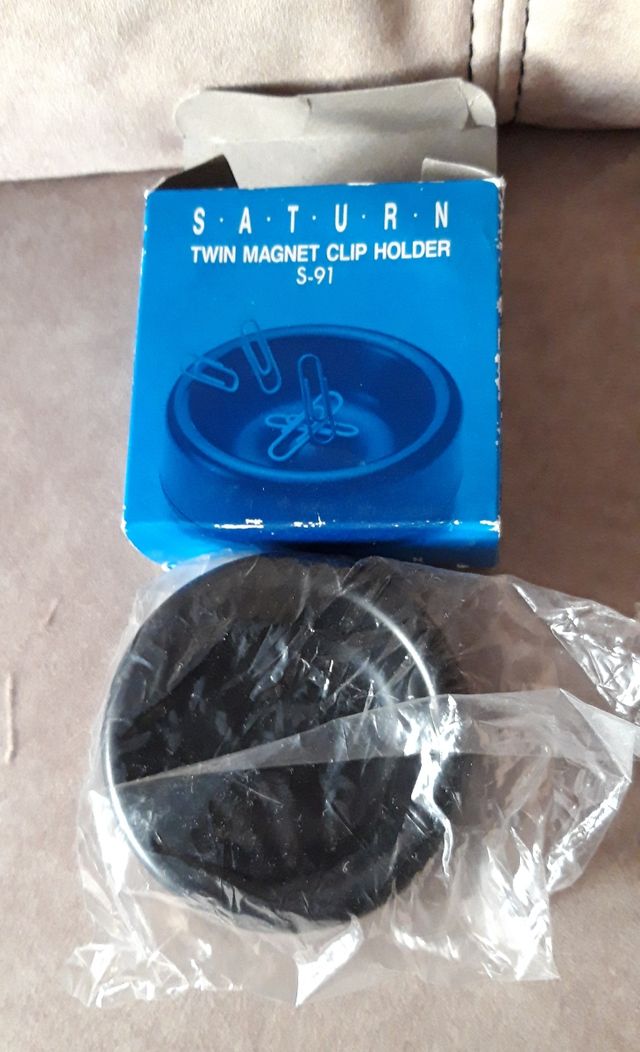 S·A·T·U·R·N
TWIN MAGNET CLIP HOLDER
S-91